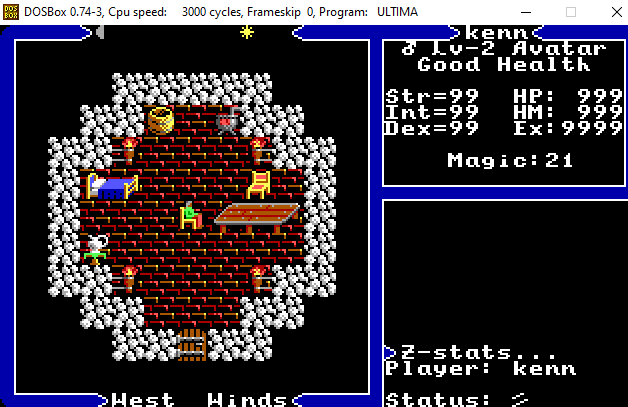 DOSBox 0.74-3, Cpu speed:    3000 cycles, Frameskip  0, Program:   ULTIMA
DOS
BOX
kenn
♂ Lv-2 Avatar
Good Health
Str=99  HP: 999
Int=99  HM: 999
Dex=99  Ex:9999
Magic:21
Z-stats...
Player: kenn
Status:
West Winds